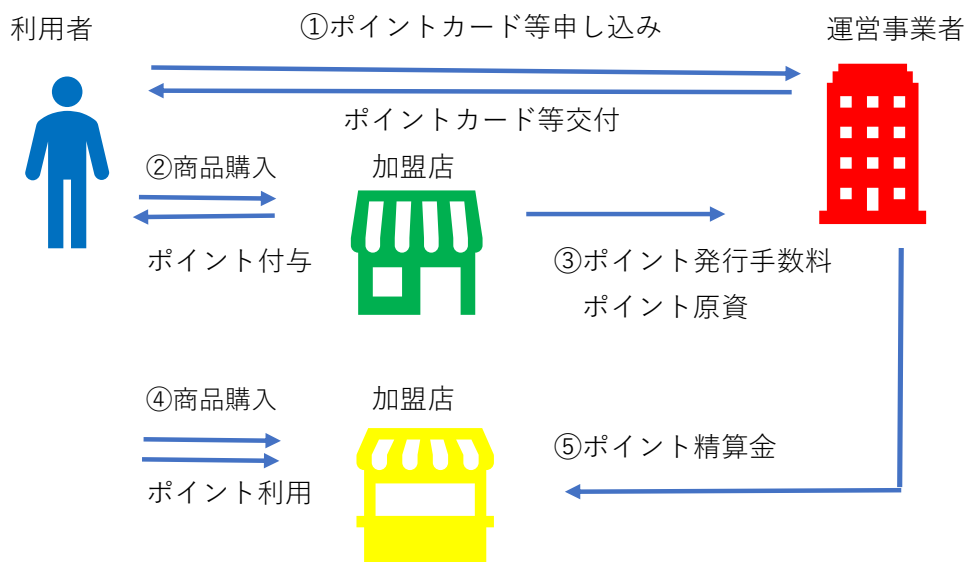 利用者
①ポイントカード等申し込み
運営事業者
ポイントカード等交付
②商品購入
加盟店
ポイント付与
③ポイント発行手数料
ポイント原資
④商品購入
加盟店
⑤ポイント精算金
ポイント利用